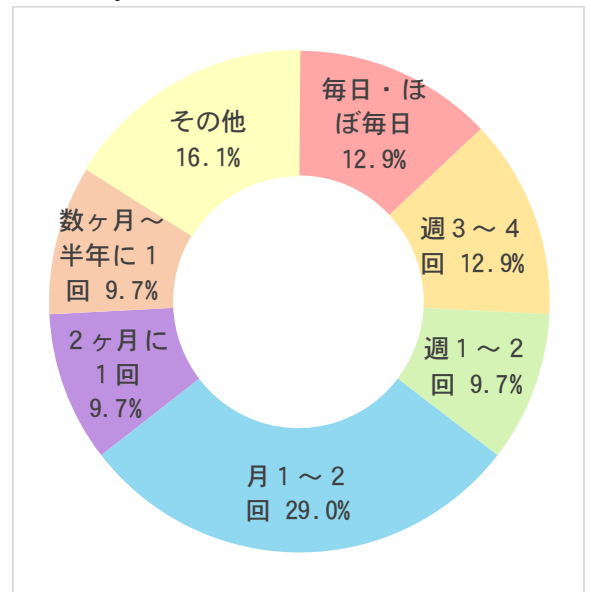 毎日・ほ
ぼ毎日
12.9%
週３～４
回 12.9%
週１～２
回 9.7%
月１～２
回 29.0%
２ヶ月に
１回
9.7%
数ヶ月～
半年に１
回 9.7%
その他
16.1%